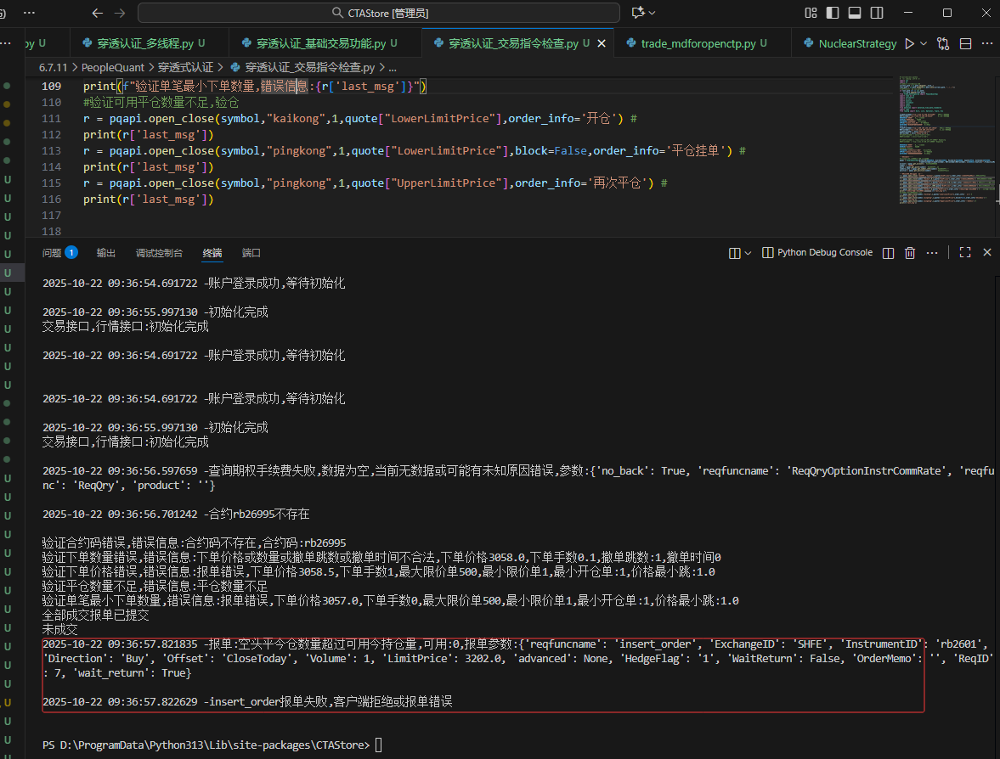 CTAStore [管理员]
py U
穿透认证_多线程.py U
穿透认证_基础交易功能.py U
穿透认证_交易指令检查.py U
trade_mdforopenctp.py U
NuclearStrategy
6.7.11 > PeopleQuant > 穿透式认证 > 穿透认证_交易指令检查.py > ...
109 print(f"验证单笔最小下单数量,错误信息:{r['last_msg']}")
110 #验证可用平仓数量不足,验仓
111 r = pqapi.open_close(symbol,"kaikong",1,quote["LowerLimitPrice"],order_info='开仓') #
112 print(r['last_msg'])
113 r = pqapi.open_close(symbol,"pingkong",1,quote["LowerLimitPrice"],block=False,order_info='平仓挂单') #
114 print(r['last_msg'])
115 r = pqapi.open_close(symbol,"pingkong",1,quote["UpperLimitPrice"],order_info='再次平仓') #
116 print(r['last_msg'])
117
118
问题 1 输出 调试控制台 终端 端口
Python Debug Console
2025-10-22 09:36:54.691722 -账户登录成功,等待初始化
2025-10-22 09:36:55.997130 -初始化完成
交易接口,行情接口:初始化完成
2025-10-22 09:36:54.691722 -账户登录成功,等待初始化
2025-10-22 09:36:54.691722 -账户登录成功,等待初始化
2025-10-22 09:36:55.997130 -初始化完成
交易接口,行情接口:初始化完成
2025-10-22 09:36:56.597659 -查询期权手续费失败,数据为空,当前无数据或可能有未知原因错误,参数:{'no_back': True, 'reqfuncname': 'ReqQryOptionInstrCommRate', 'reqfu
nc': 'ReqQry', 'product': ''}
2025-10-22 09:36:56.701242 -合约rb26995不存在
验证合约码错误,错误信息:合约码不存在,合约码:rb26995
验证下单数量错误,错误信息:下单价格或数量或撤单跳数或撤单时间不合法,下单价格3058.0,下单手数0.1,撤单跳数:1,撤单时间0
验证下单价格错误,错误信息:报单错误,下单价格3058.5,下单手数1,最大限价单500,最小限价单1,最小开仓单:1,价格最小跳:1.0
验证平仓数量不足,错误信息:平仓数量不足
验证单笔最小下单数量,错误信息:报单错误,下单价格3057.0,下单手数0,最大限价单500,最小限价单1,最小开仓单:1,价格最小跳:1.0
全部成交报单已提交
未成交
2025-10-22 09:36:57.821835 -报单:空头平今仓数量超过可用今持仓量,可用:0,报单参数:{'reqfuncname': 'insert_order', 'ExchangeID': 'SHFE', 'InstrumentID': 'rb2601',
'Direction': 'Buy', 'Offset': 'CloseToday', 'Volume': 1, 'LimitPrice': 3202.0, 'advanced': None, 'HedgeFlag': '1', 'WaitReturn': False, 'OrderMemo': '', 'ReqID'
: 7, 'wait_return': True}
2025-10-22 09:36:57.822629 -insert_order报单失败,客户端拒绝或报单错误
PS D:\ProgramData\Python313\Lib\site-packages\CTAStore>